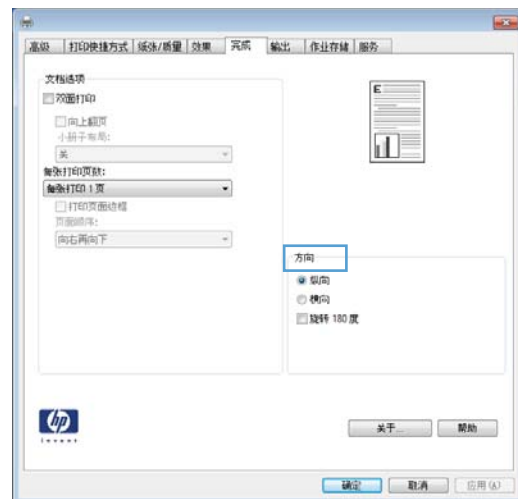 高级 打印快捷方式 纸张/质量 效果 完成 输出 作业存储 服务
文档选项
双面打印
向上翻页
小册子布局:
关
每张打印页数:
每张打印 1 页
打印页面边框
页面顺序:
向右再向下
E
方向
纵向
横向
旋转 180 度
hp
invent
关于... 帮助
确定 取消 应用(A)